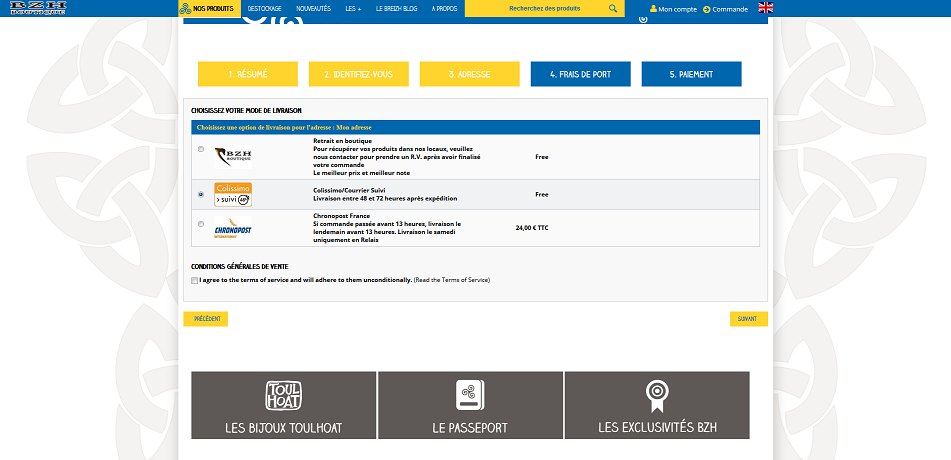 BZH
BOUTIQUE
NOS PRODUITS
DESTOCKAGE
NOUVEAUTÉS
LES +
LE BREIZH BLOG
A PROPOS
Recherchez des produits
Mon compte
Commande
1. RÉSUMÉ
2. IDENTIFIEZ-VOUS
3. ADRESSE
4. FRAIS DE PORT
5. PAIEMENT
CHOISISSEZ VOTRE MODE DE LIVRAISON
Choisissez une option de livraison pour l'adresse : Mon adresse
BZH
BOUTIQUE
Retrait en boutique
Pour récupérer vos produits dans nos locaux, veuillez
nous contacter pour prendre un R.V. après avoir finalisé
votre commande
Le meilleur prix et meilleur note
Free
Colissimo
> suivi 48H
Colissimo/Courrier Suivi
Livraison entre 48 et 72 heures après expédition
Free
CHRONOPOST
INTERNATIONAL
Chronopost France
Si commande passée avant 13 heures, livraison le
lendemain avant 13 heures. Livraison le samedi
uniquement en Relais
24,00 € TTC
CONDITIONS GÉNÉRALES DE VENTE
I agree to the terms of service and will adhere to them unconditionally. (Read the Terms of Service)
PRÉCÉDENT
SUIVANT
TOUL
HOAT
LES BIJOUX TOULHOAT
LE PASSEPORT
LES EXCLUSIVITÉS BZH